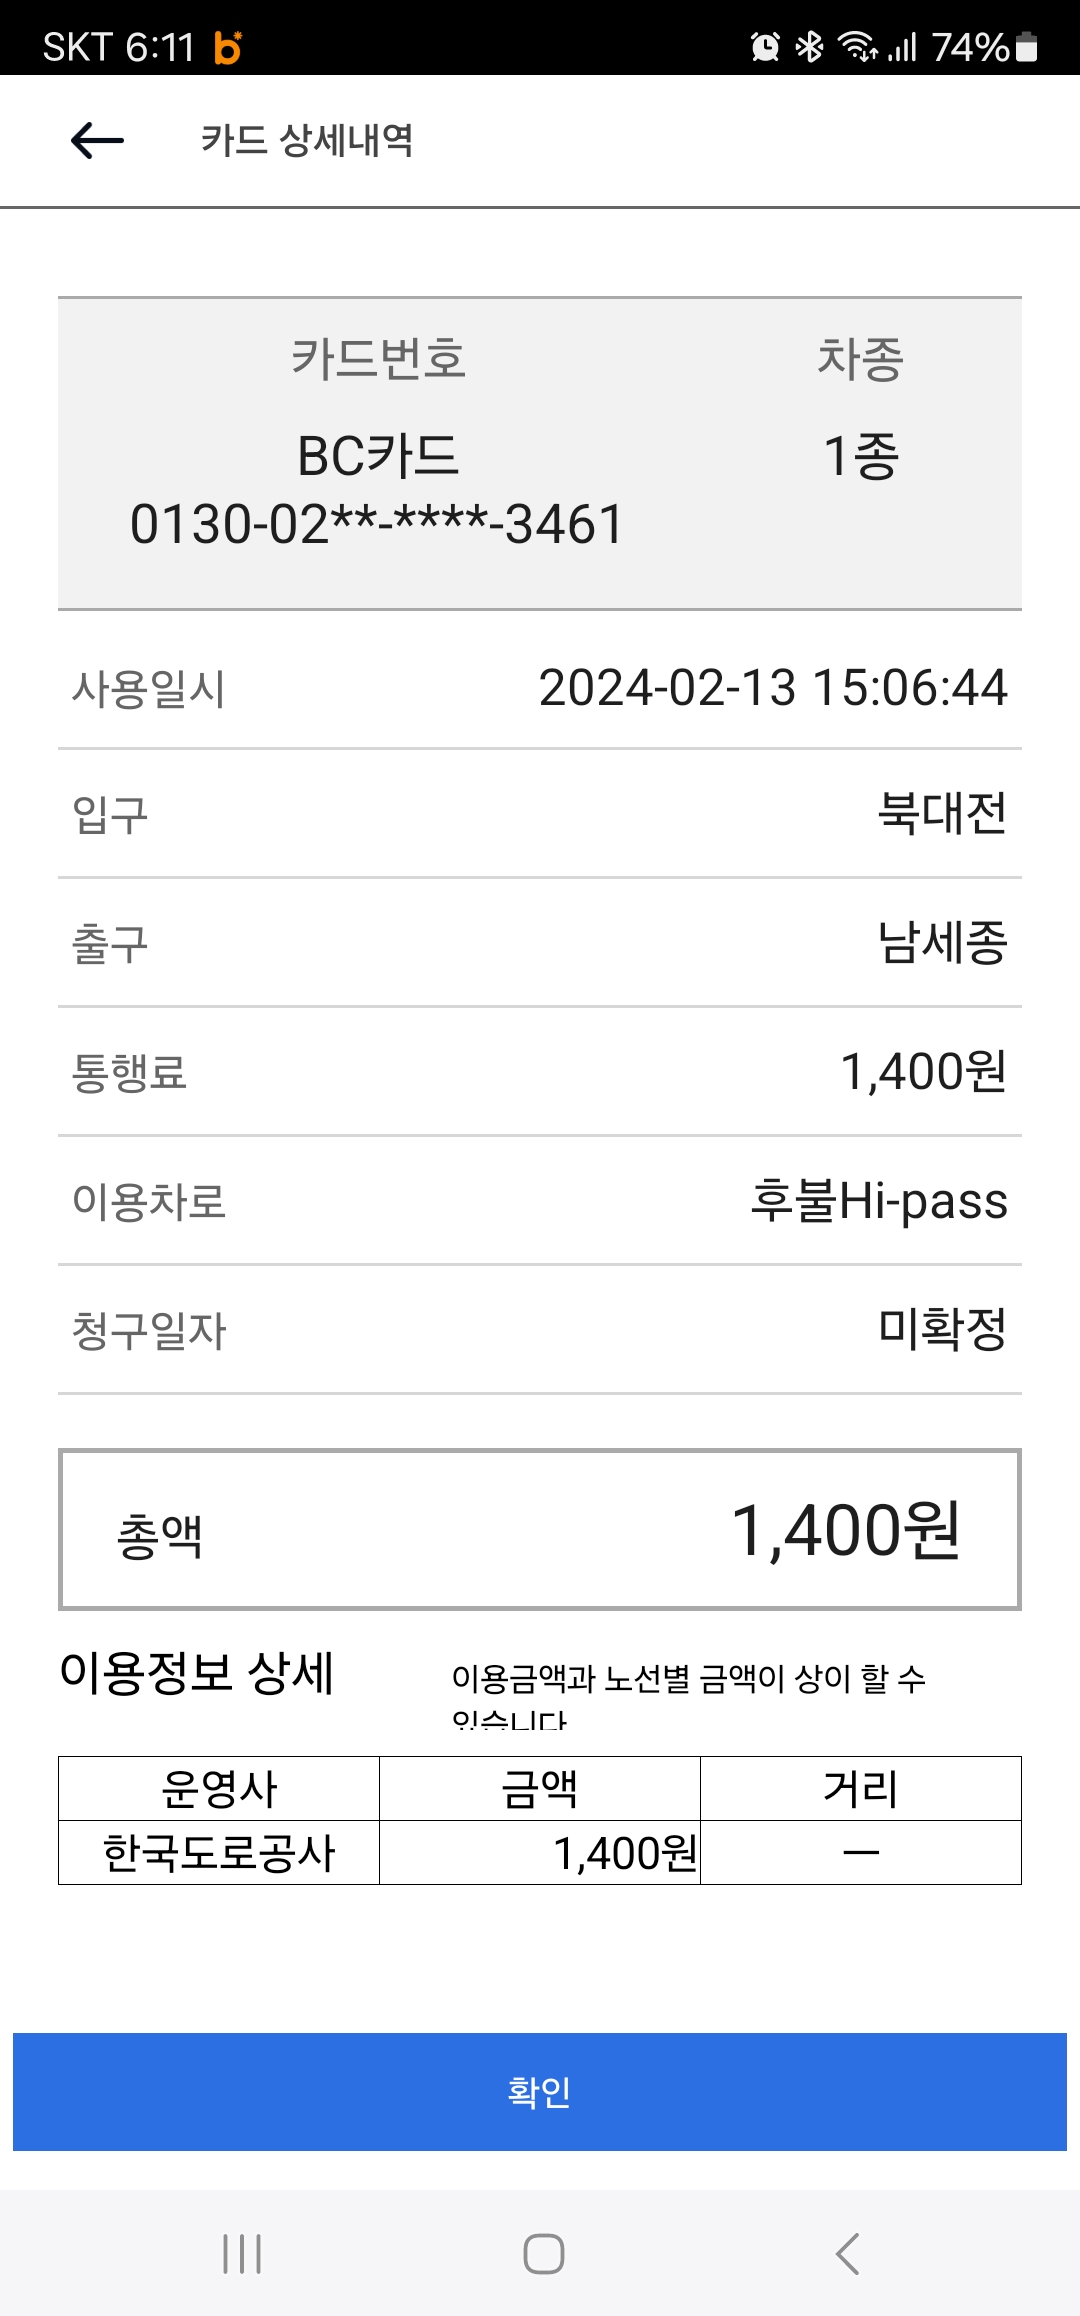 SKT 6:11 b 74%
카드 상세내역
카드번호 차종
BC카드 1종
0130-02**-****-3461
사용일시 2024-02-13 15:06:44
입구 북대전
출구 남세종
통행료 1,400원
이용차로 후불Hi-pass
청구일자 미확정
총액 1,400원
이용정보 상세 이용금액과 노선별 금액이 상이 할 수
있습니다
운영사 금액 거리
한국도로공사 1,400원 ㅡ
확인